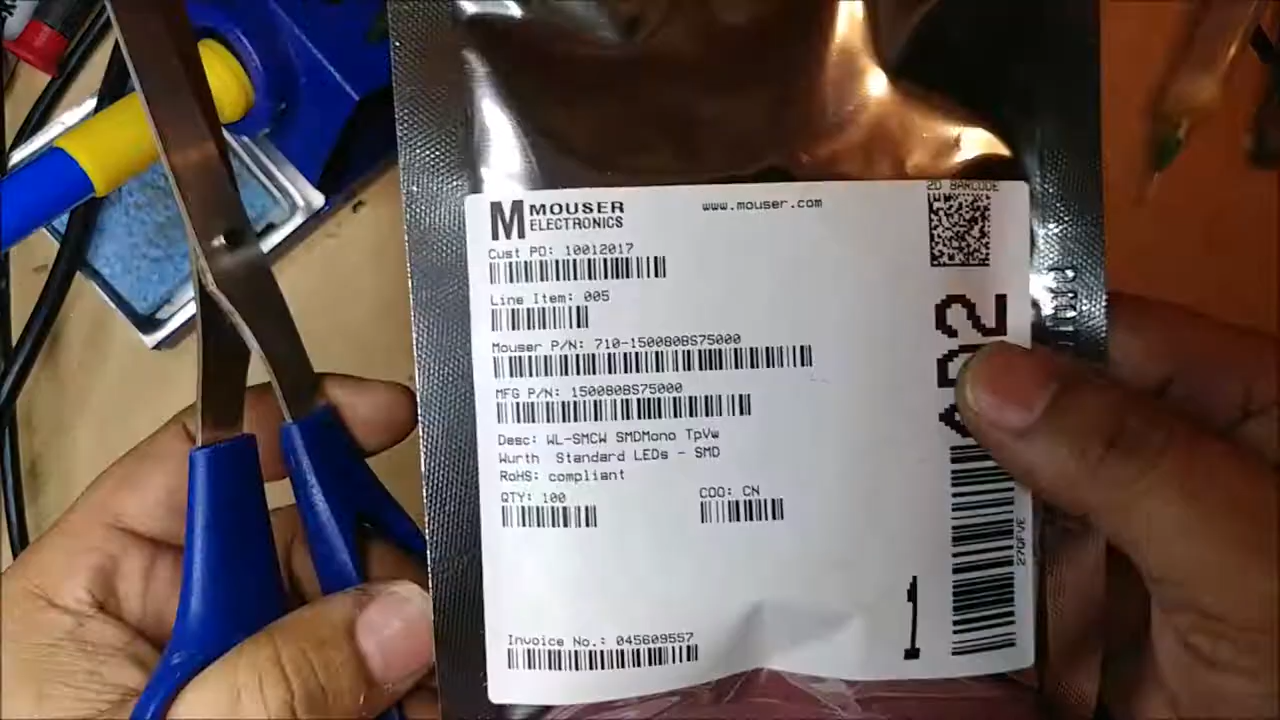 MOUSER
ELECTRONICS
www.mouser.com
2D BARCODE
Cust PO: 10012017
Line Item: 005
Mouser P/N: 710-150080BS75000
MFG P/N: 150080BS75000
Desc: WL-SMCW SMDMono TpVw
Wurth Standard LEDs - SMD
RoHS: compliant
QTY: 100
COO: CN
Invoice No.: 045609557
1
27QFVE